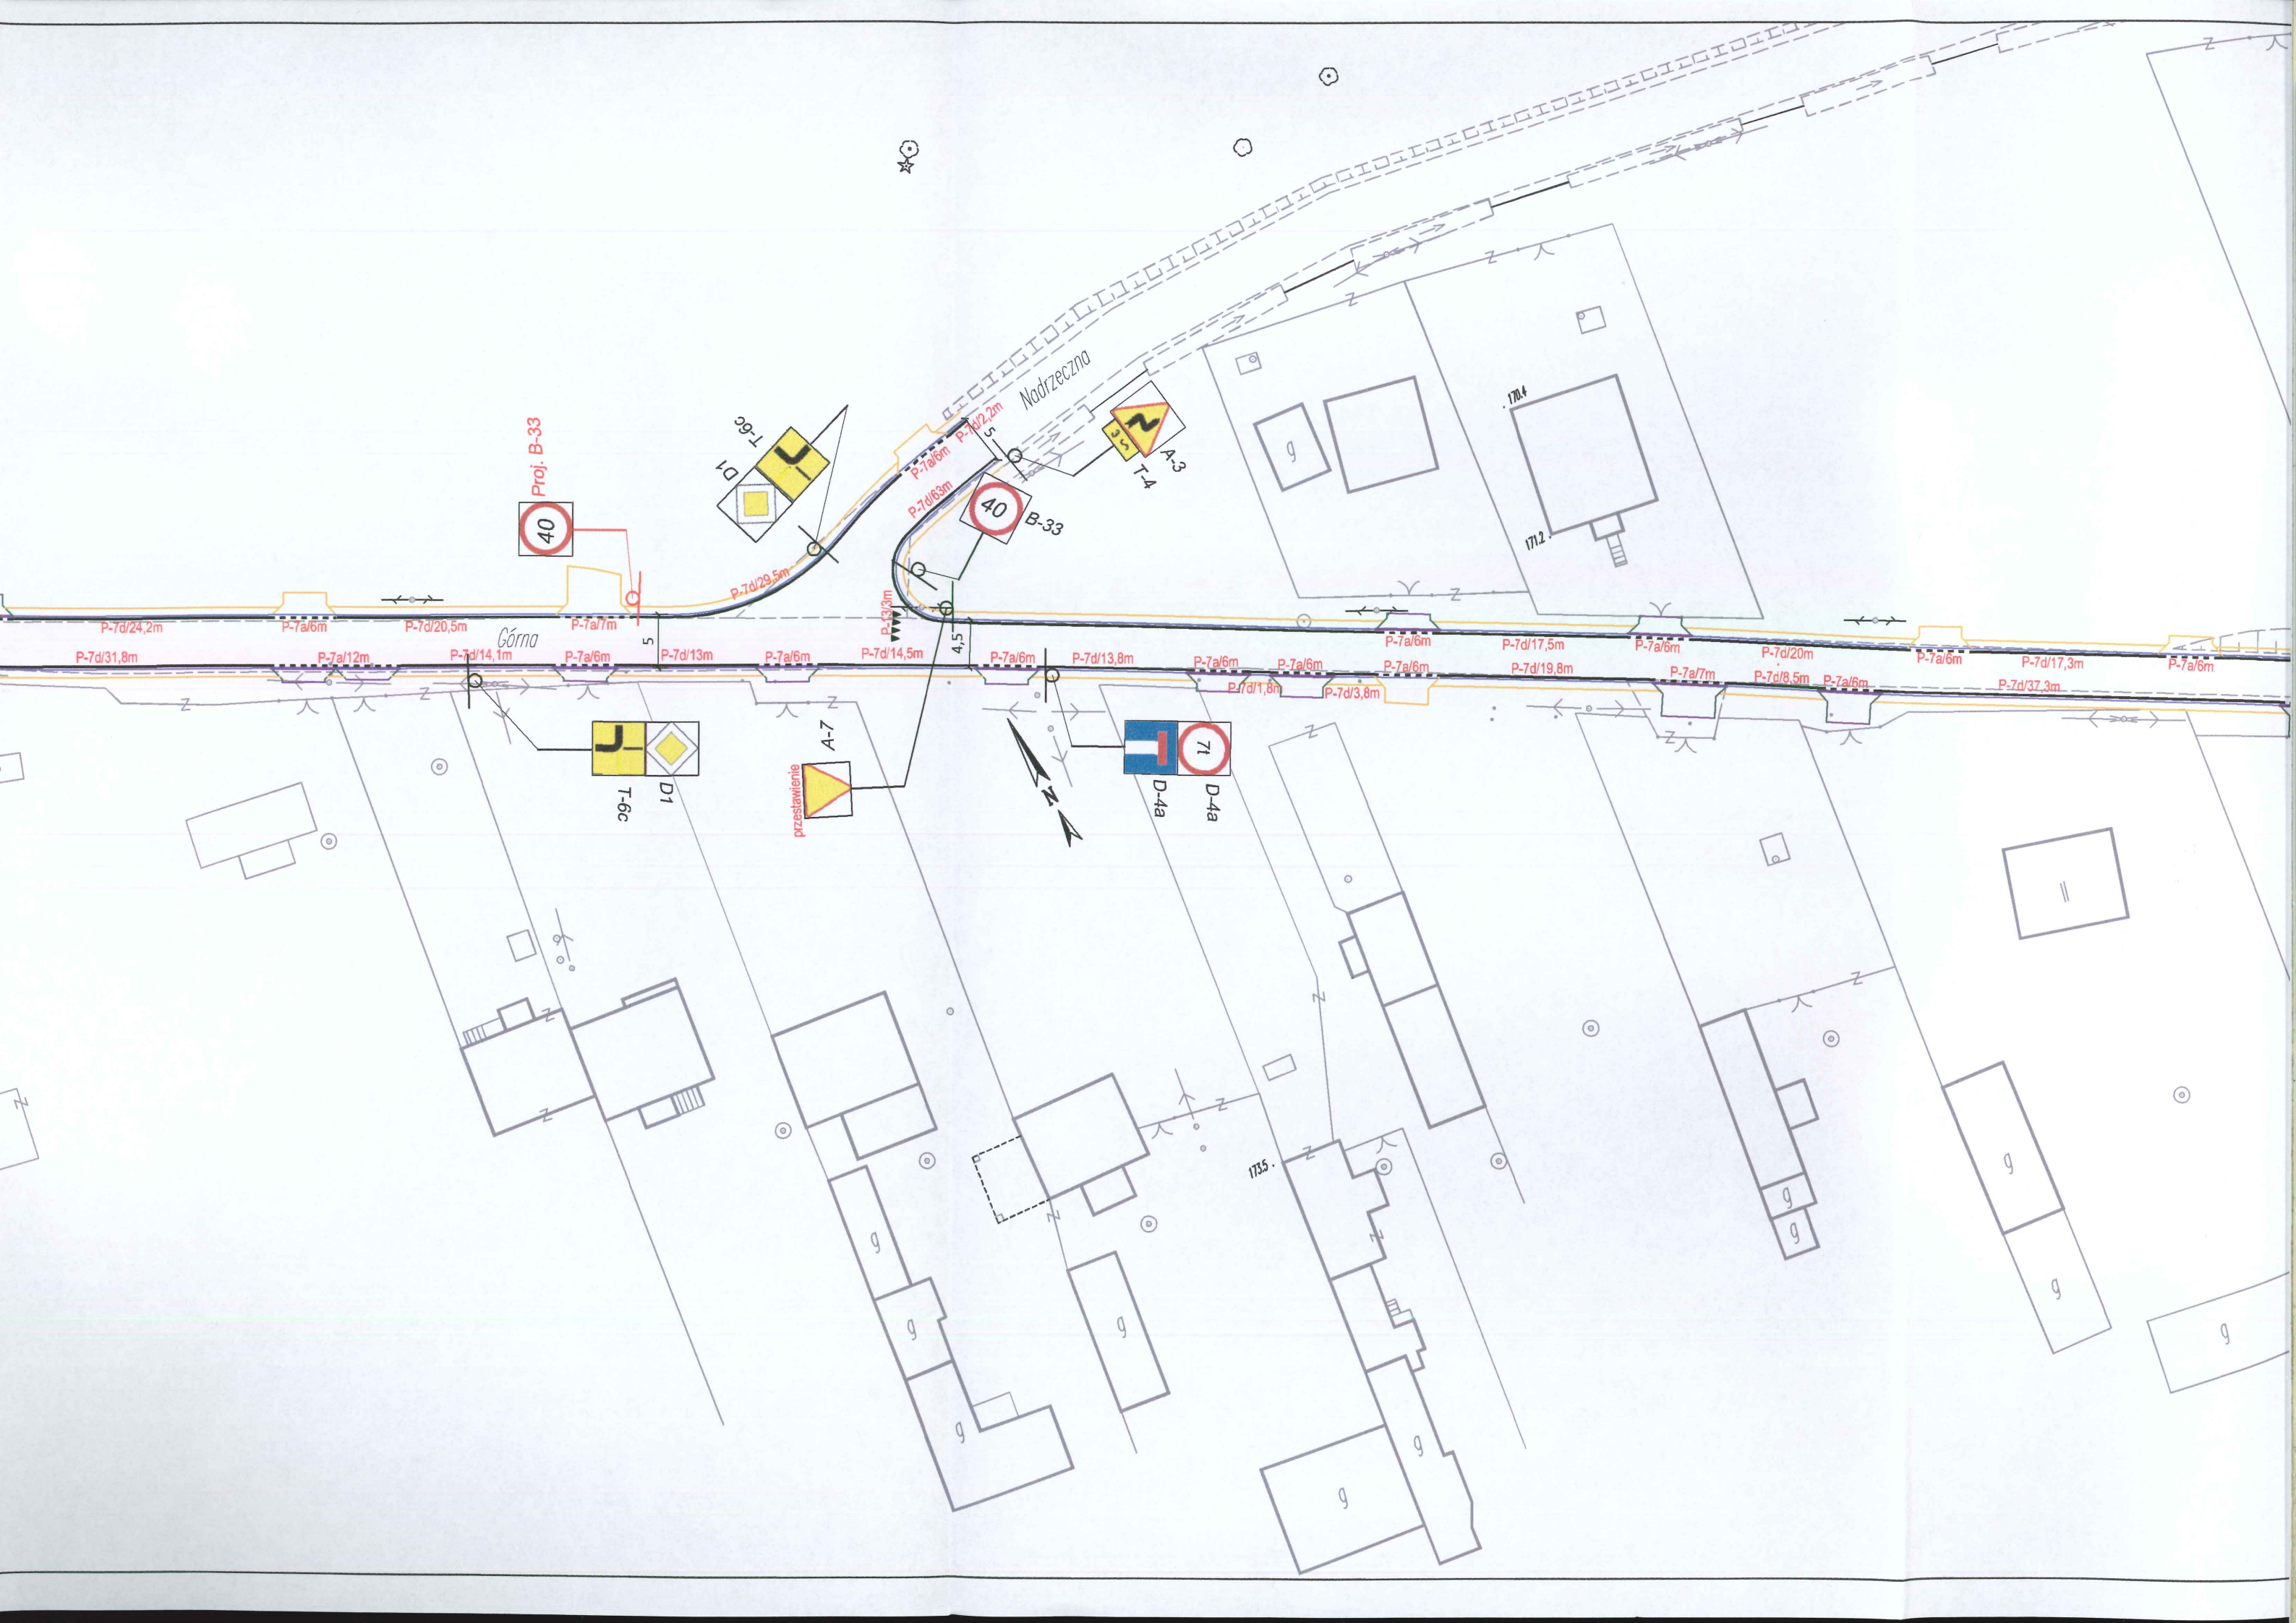 Nadrzeczna
170.4
171.2
g
Proj. B-33
40
T-6c
D1
P-7d/2,2m
5
P-7a/6m
P-7d/63m
A-3
T-4
40
B-33
P-7d/29,5m
P-13/3m
P-7d/24,2m
P-7a/6m
P-7d/20,5m
Górna
P-7a/7m
5
4,5
P-7a/6m
P-7d/17,5m
P-7a/6m
P-7d/20m
P-7a/6m
P-7d/17,3m
P-7a/6m
P-7d/31,8m
P-7a/12m
P-7d/14,1m
P-7a/6m
P-7d/13m
P-7a/6m
P-7d/14,5m
P-7a/6m
P-7d/13,8m
P-7a/6m
P-7d/1,8m
P-7a/6m
P-7d/3,8m
P-7a/6m
P-7d/19,8m
P-7a/7m
P-7d/8,5m
P-7a/6m
P-7d/37,3m
T-6c
D1
A-7
przestawienie
N
7t
D-4a
D-4a
173.5
g
g
g
g
g
g
g
g
g
g
g